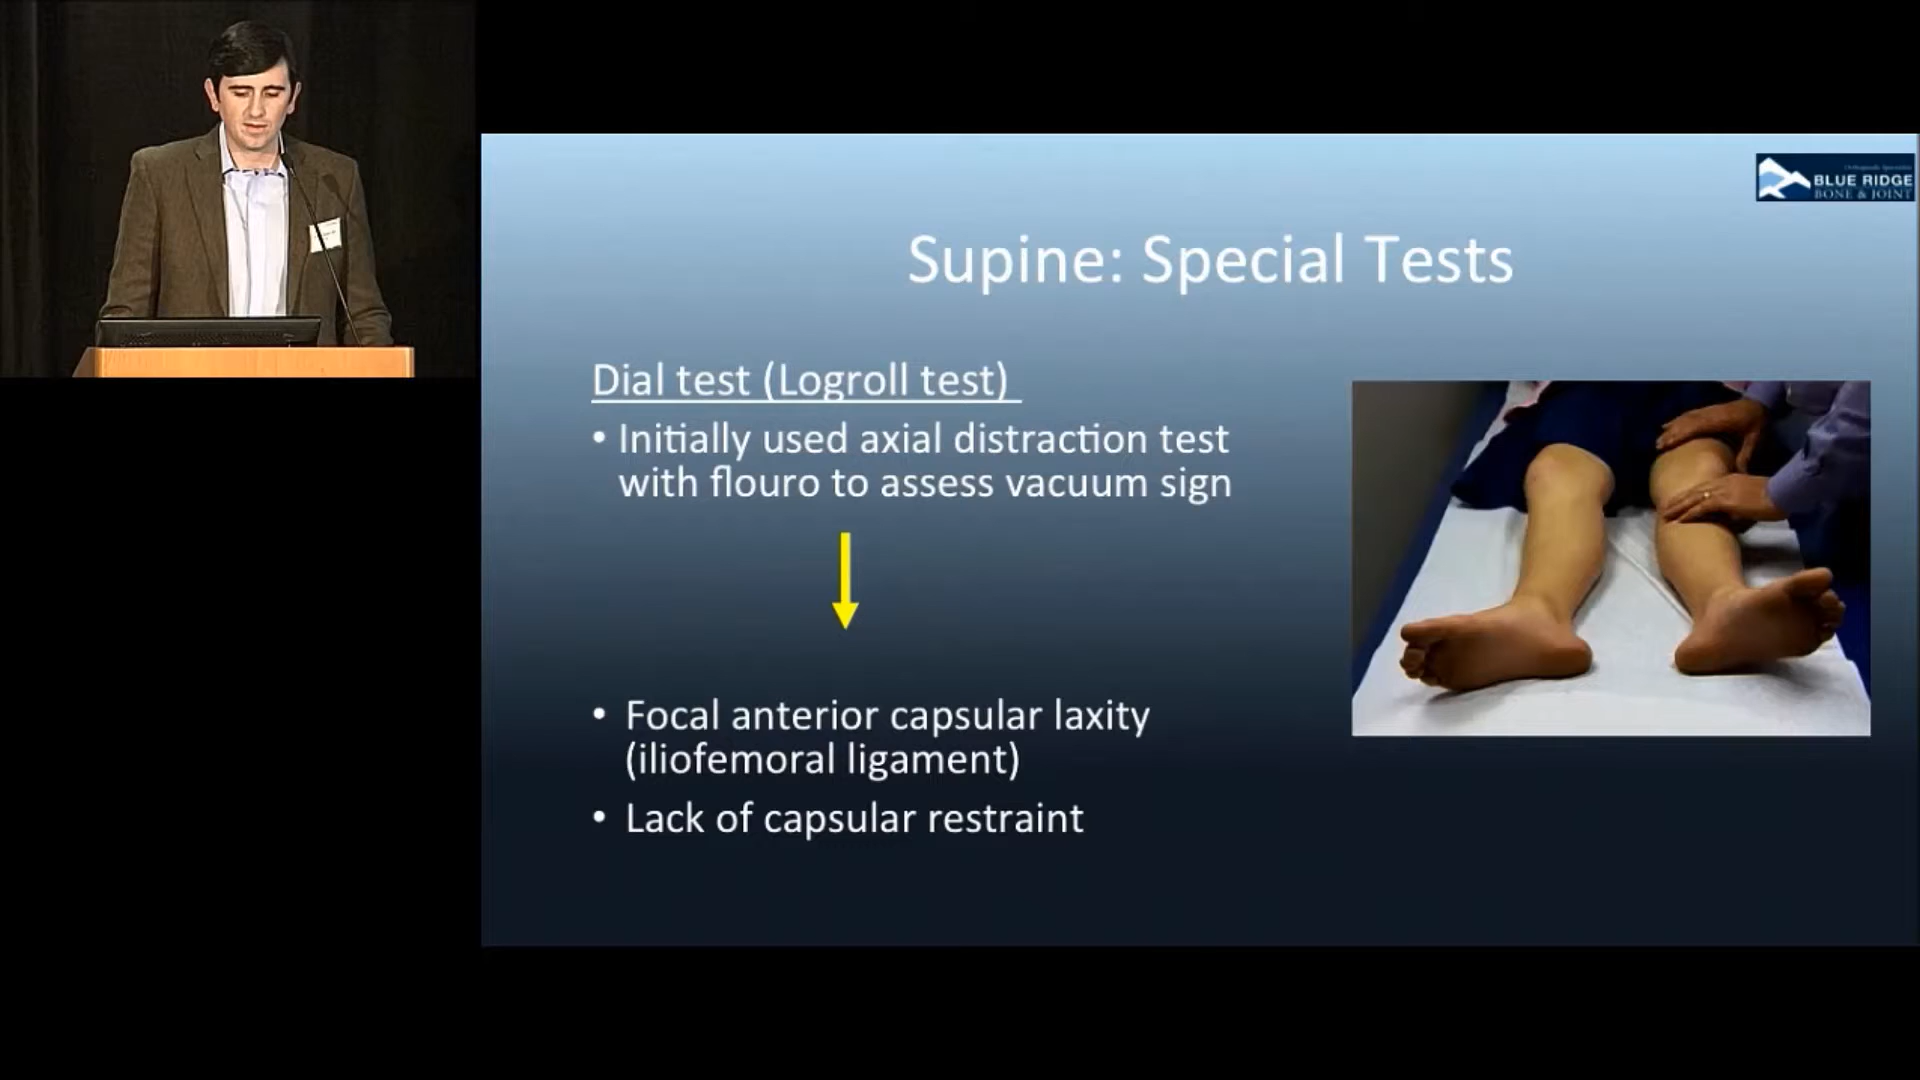 BLUE RIDGE
BONE & JOINT
Supine: Special Tests
Dial test (Logroll test)
• Initially used axial distraction test
with flouro to assess vacuum sign
• Focal anterior capsular laxity
(iliofemoral ligament)
• Lack of capsular restraint